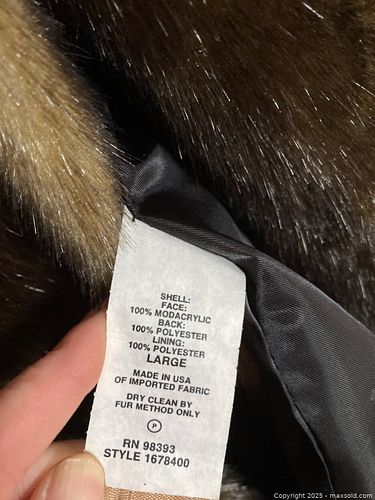 SHELL:
FACE:
100% MODACRYLIC
BACK:
100% POLYESTER
LINING:
100% POLYESTER
LARGE
MADE IN USA
OF IMPORTED FABRIC
DRY CLEAN BY
FUR METHOD ONLY
P
RN 98393
STYLE 1678400
Copyright 2025 - maxsold.com